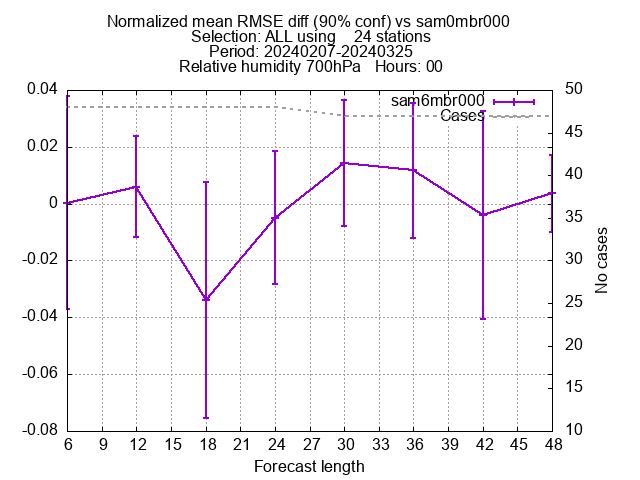 Normalized mean RMSE diff (90% conf) vs sam0mbr000
Selection: ALL using    24 stations
Period: 20240207-20240325
Relative humidity 700hPa   Hours: 00
sam6mbr000
Cases
0.04
0.02
0
-0.02
-0.04
-0.06
-0.08
50
45
40
35
30
25
20
15
10
No cases
6 9 12 15 18 21 24 27 30 33 36 39 42 45 48
Forecast length